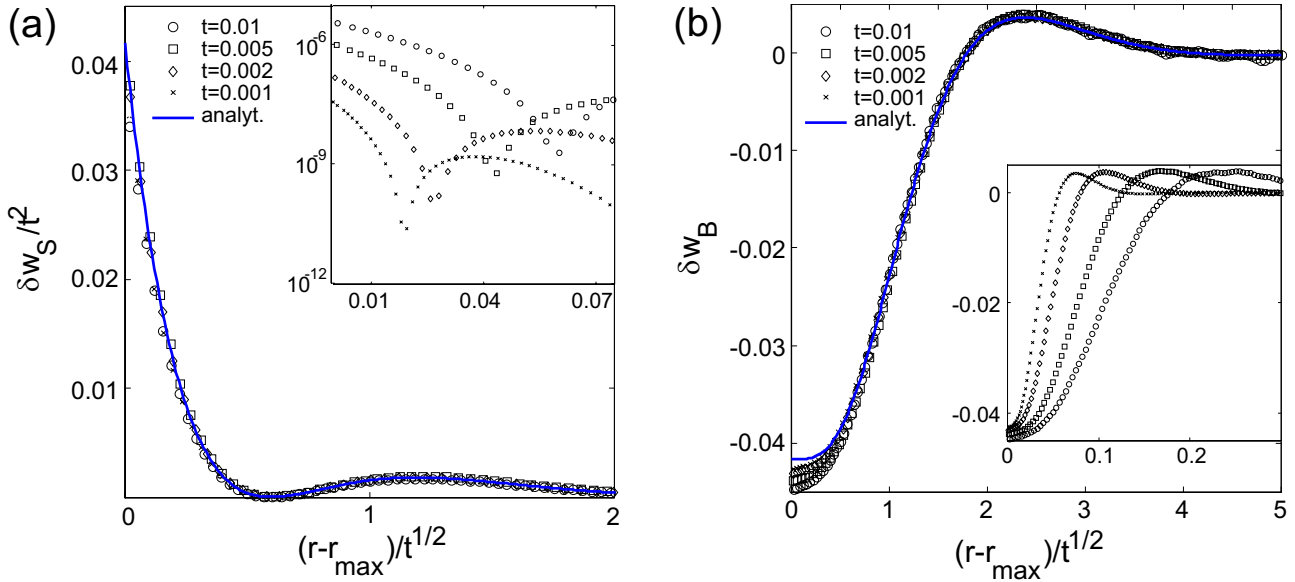 (a)
t=0.01
t=0.005
t=0.002
t=0.001
analyt.
0.04
0.03
0.02
0.01
δw_S/t^2
0
1
2
(r-r_max)/t^{1/2}
10^{-6}
10^{-9}
10^{-12}
0.01
0.04
0.07
(b)
t=0.01
t=0.005
t=0.002
t=0.001
analyt.
0
-0.01
-0.02
-0.03
-0.04
δw_B
0
1
2
3
4
5
(r-r_max)/t^{1/2}
0
-0.02
-0.04
0
0.1
0.2